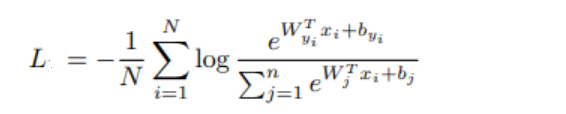 L = -\frac{1}{N} \sum_{i=1}^{N} \log \frac{e^{W_{y_i}^T x_i + b_{y_i}}}{\sum_{j=1}^{n} e^{W_j^T x_i + b_j}}